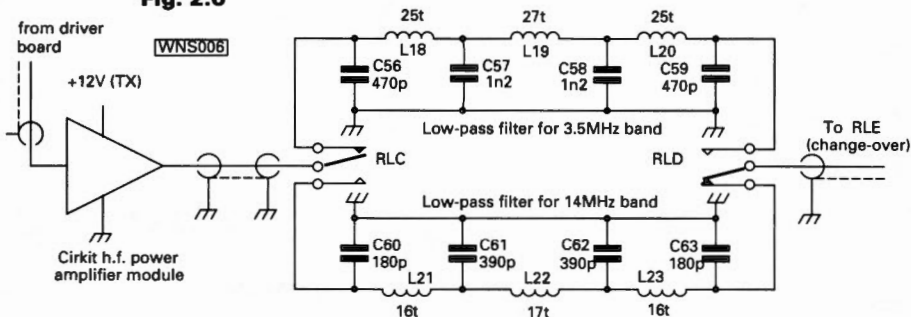 Fig. 2.6
from driver
board
WNS006
+12V (TX)
25t
27t
25t
L18
L19
L20
C56
470p
C57
1n2
C58
1n2
C59
470p
Low-pass filter for 3.5MHz band
RLC
RLD
To RLE
(change-over)
Low-pass filter for 14MHz band
Cirkit h.f. power
amplifier module
C60
180p
C61
390p
C62
390p
C63
180p
L21
L22
L23
16t
17t
16t